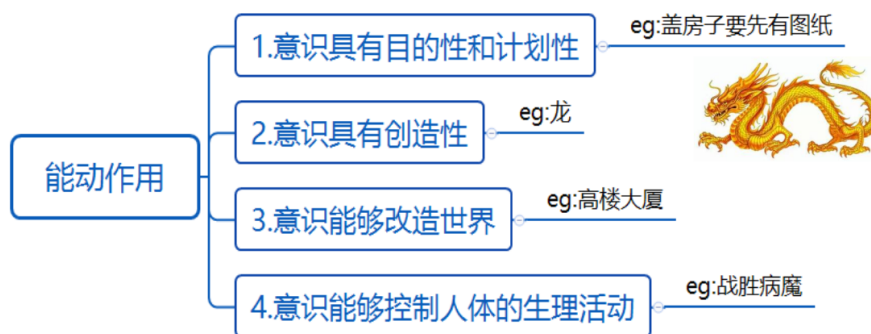 能动作用
1.意识具有目的性和计划性
eg:盖房子要先有图纸
2.意识具有创造性
eg:龙
3.意识能够改造世界
eg:高楼大厦
4.意识能够控制人体的生理活动
eg:战胜病魔